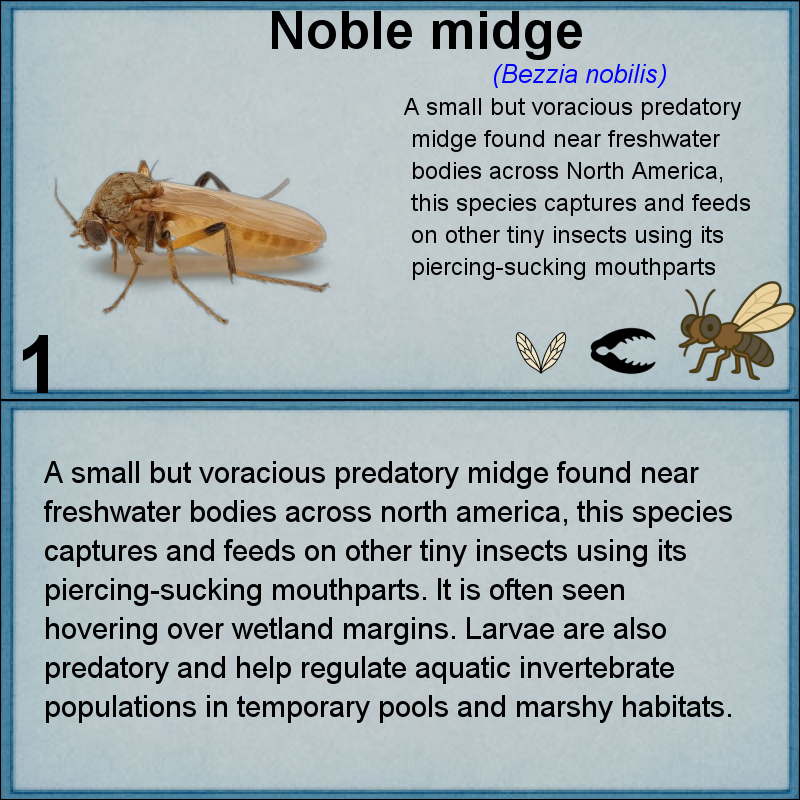 Noble midge
(Bezzia nobilis)
A small but voracious predatory
midge found near freshwater
bodies across North America,
this species captures and feeds
on other tiny insects using its
piercing-sucking mouthparts
1
A small but voracious predatory midge found near
freshwater bodies across north america, this species
captures and feeds on other tiny insects using its
piercing-sucking mouthparts. It is often seen
hovering over wetland margins. Larvae are also
predatory and help regulate aquatic invertebrate
populations in temporary pools and marshy habitats.